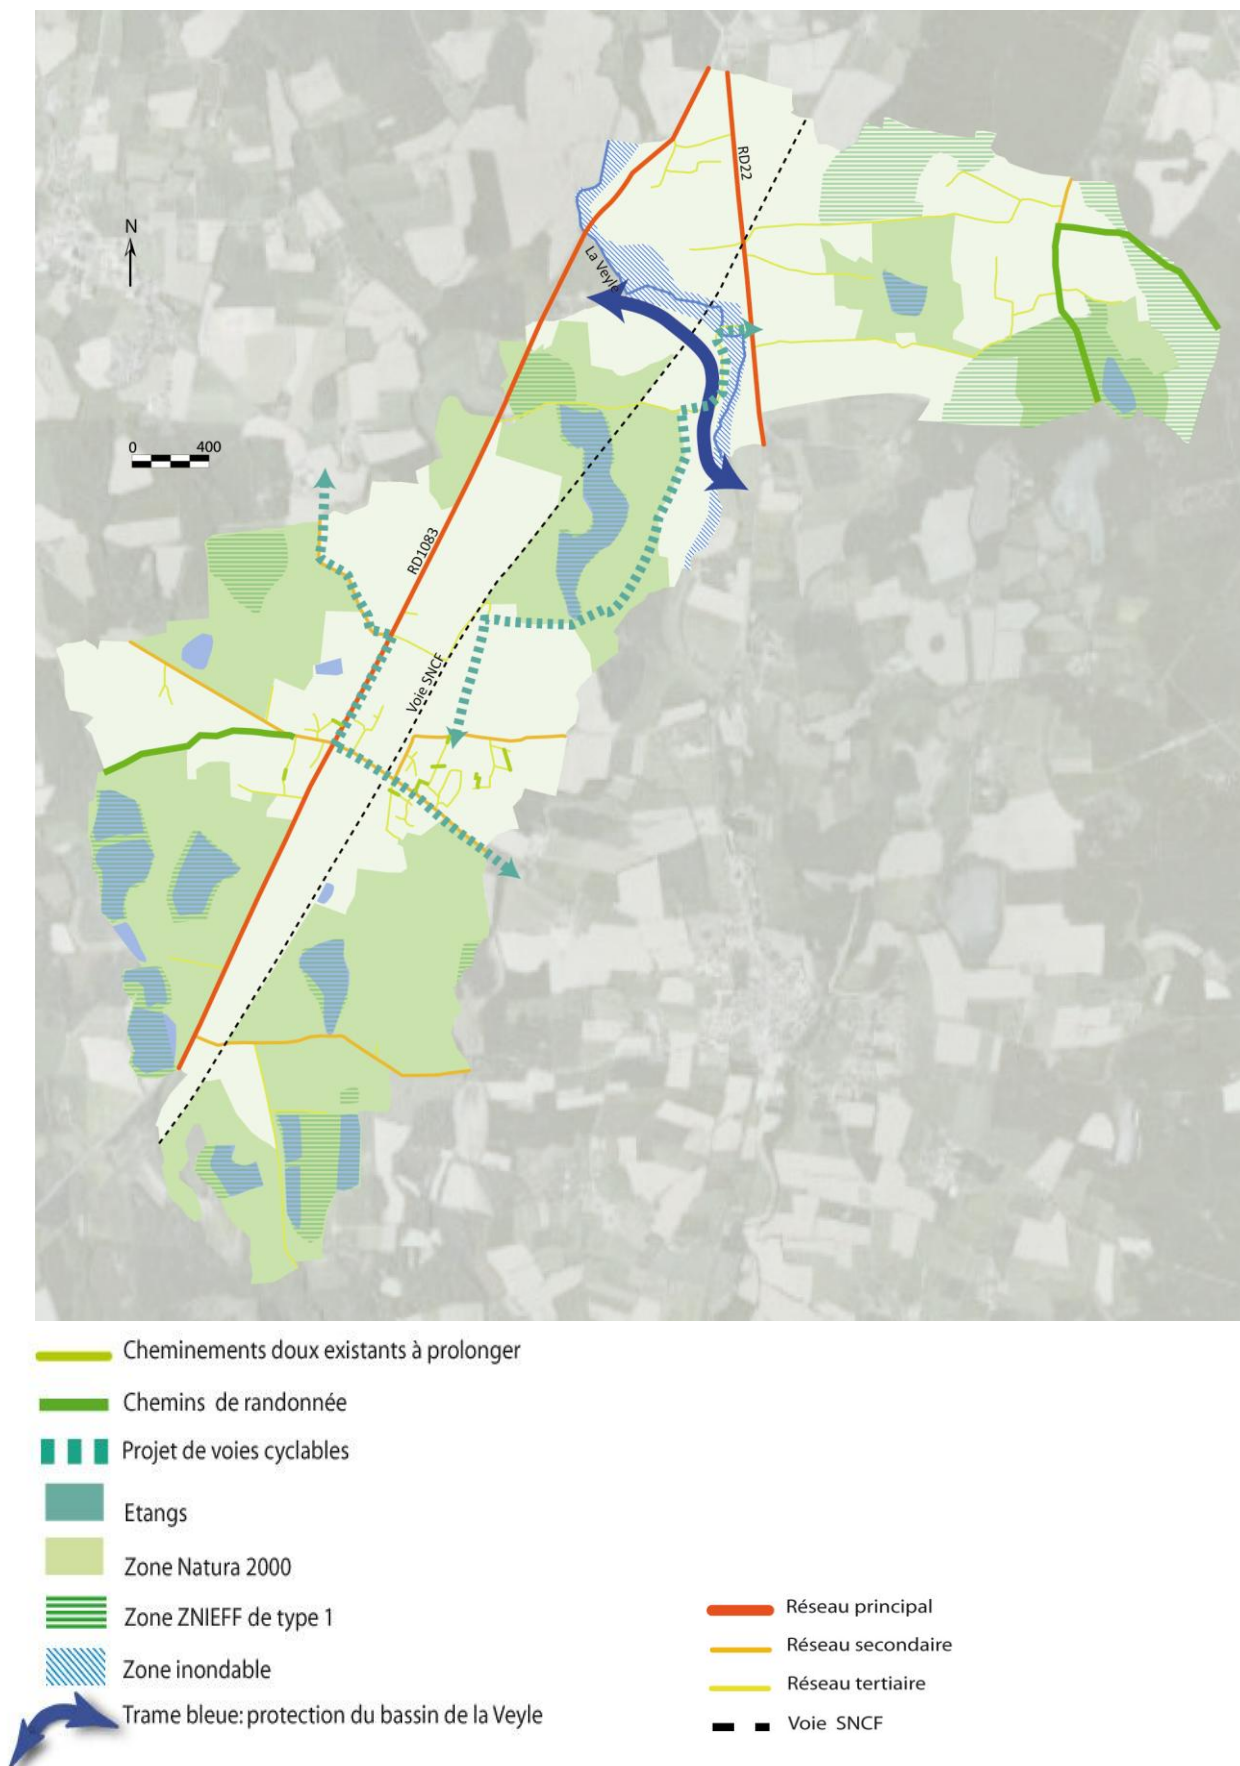 N
RD22
La Veyle
0 400
RD1083
Voie SNCF
Cheminements doux existants à prolonger
Chemins de randonnée
Projet de voies cyclables
Etangs
Zone Natura 2000
Zone ZNIEFF de type 1
Zone inondable
Trame bleue: protection du bassin de la Veyle
Réseau principal
Réseau secondaire
Réseau tertiaire
Voie SNCF